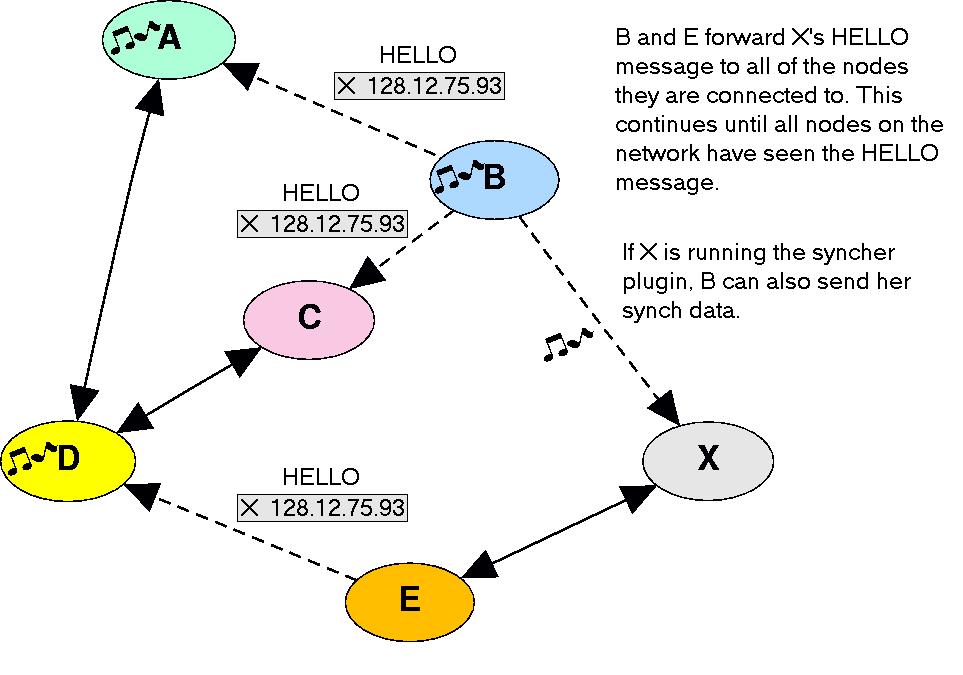 A
HELLO
X 128.12.75.93
B and E forward X's HELLO
message to all of the nodes
they are connected to. This
continues until all nodes on the
network have seen the HELLO
message.
B
HELLO
X 128.12.75.93
If X is running the syncher
plugin, B can also send her
synch data.
C
D
X
HELLO
X 128.12.75.93
E